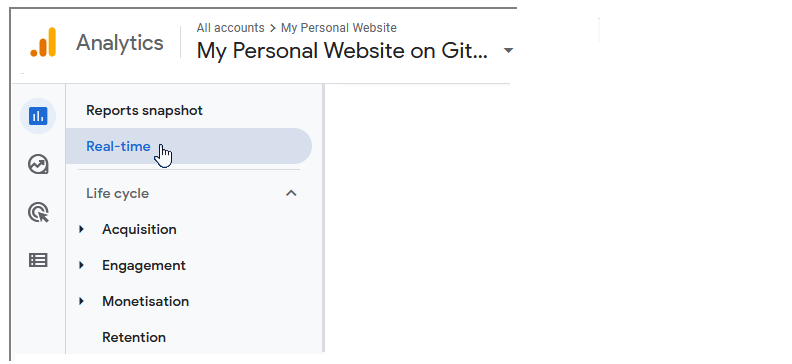 Analytics
All accounts > My Personal Website
My Personal Website on Git...
Reports snapshot
Real-time
Life cycle
Acquisition
Engagement
Monetisation
Retention